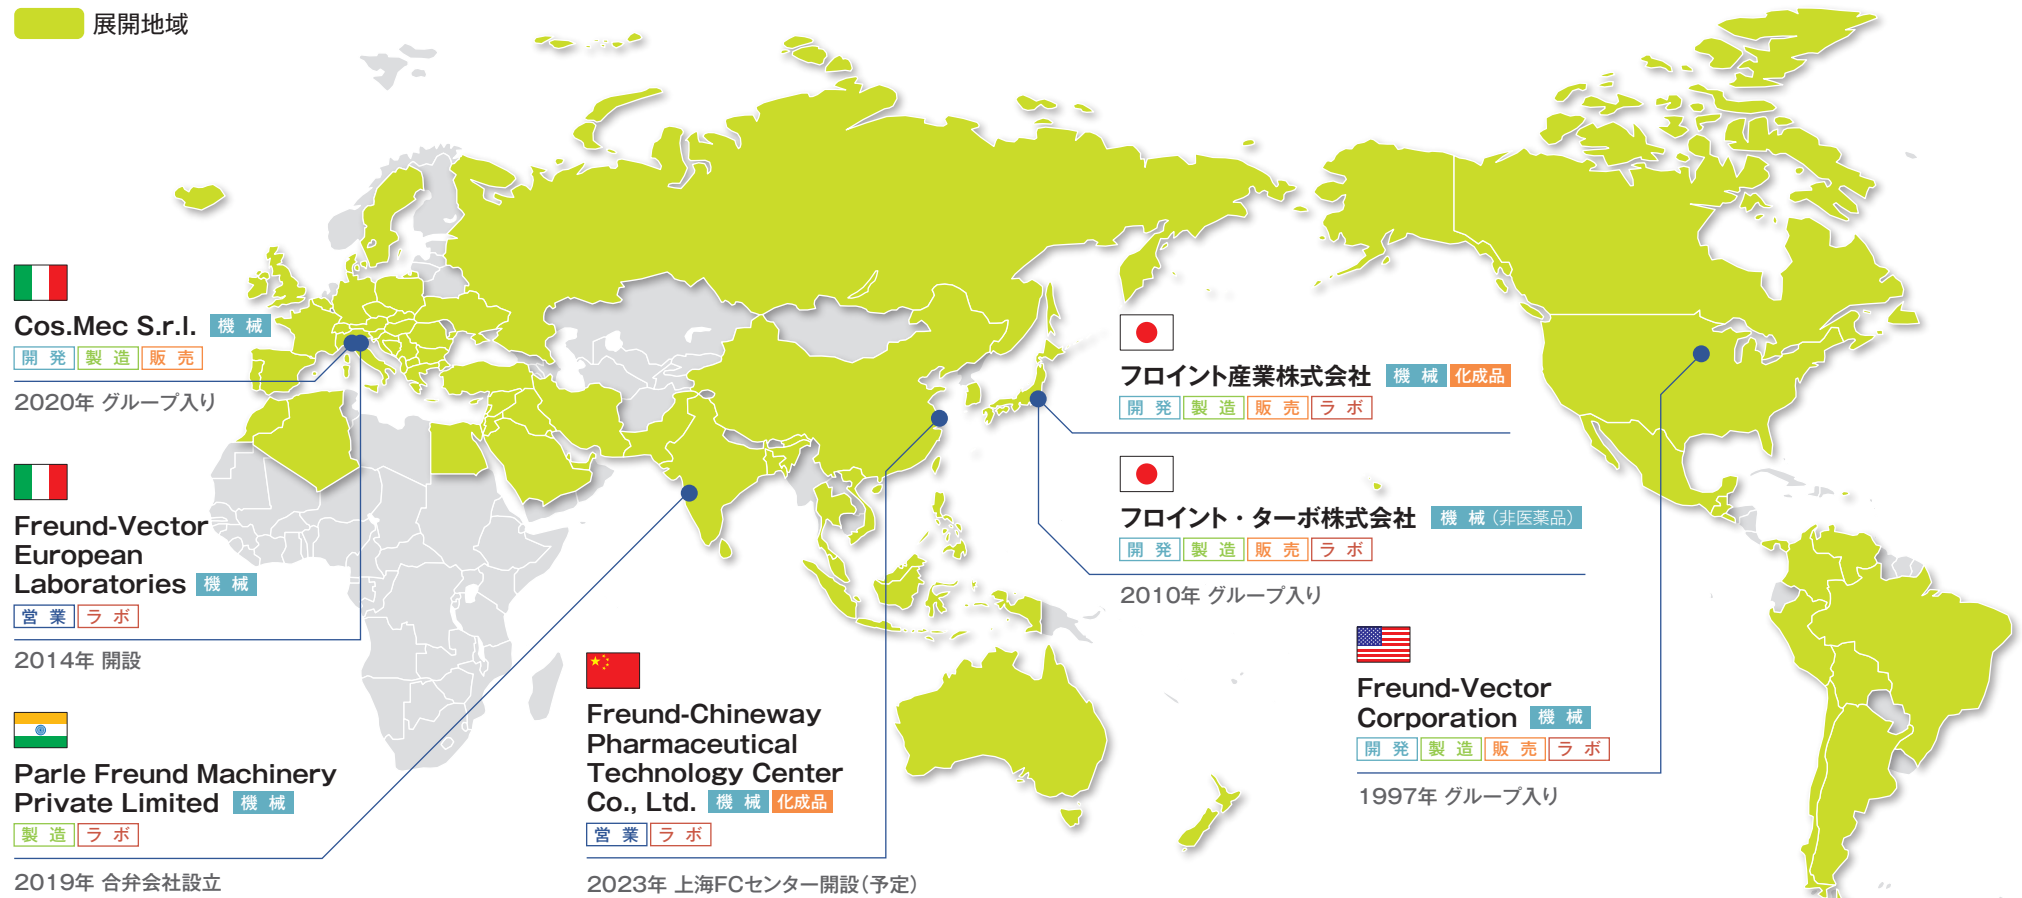 展開地域
Cos.Mec S.r.l. 機械
開発 製造 販売
2020年 グループ入り
Freund-Vector
European
Laboratories 機械
営業 ラボ
2014年 開設
Parle Freund Machinery
Private Limited 機械
製造 ラボ
2019年 合弁会社設立
Freund-Chineway
Pharmaceutical
Technology Center
Co., Ltd. 機械 化成品
営業 ラボ
2023年 上海FCセンター開設(予定)
フロイント産業株式会社 機械 化成品
開発 製造 販売 ラボ
フロイント・ターボ株式会社 機械(非医薬品)
開発 製造 販売 ラボ
2010年 グループ入り
Freund-Vector
Corporation 機械
開発 製造 販売 ラボ
1997年 グループ入り